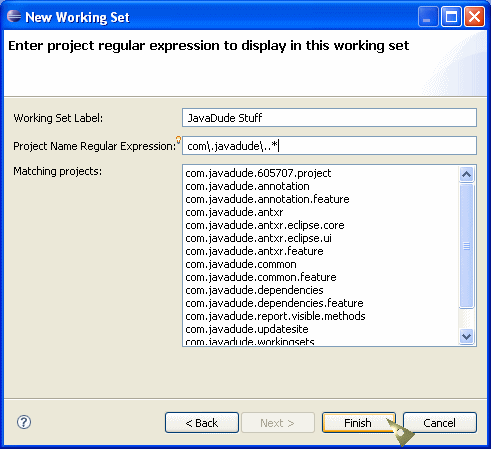 New Working Set
Enter project regular expression to display in this working set
Working Set Label: JavaDude Stuff
Project Name Regular Expression: com\.javadude\..*
Matching projects:
com.javadude.605707.project
com.javadude.annotation
com.javadude.annotation.feature
com.javadude.antxr
com.javadude.antxr.eclipse.core
com.javadude.antxr.eclipse.ui
com.javadude.antxr.feature
com.javadude.common
com.javadude.common.feature
com.javadude.dependencies
com.javadude.dependencies.feature
com.javadude.report.visible.methods
com.javadude.updatesite
com.javadude.workingsets
? < Back Next > Finish Cancel